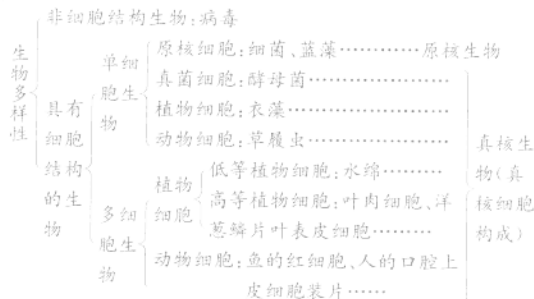 非细胞结构生物:病毒
生物多样性
具有细胞结构的生物
单细胞生物
原核细胞:细菌、蓝藻…………原核生物
真菌细胞:酵母菌……………………
植物细胞:衣藻……………………
动物细胞:草履虫……………………
多细胞生物
植物细胞
低等植物细胞:水绵………
高等植物细胞:叶肉细胞、洋
葱鳞片叶表皮细胞………
动物细胞:鱼的红细胞、人的口腔上
皮细胞装片……
真核生物(真核细胞构成)